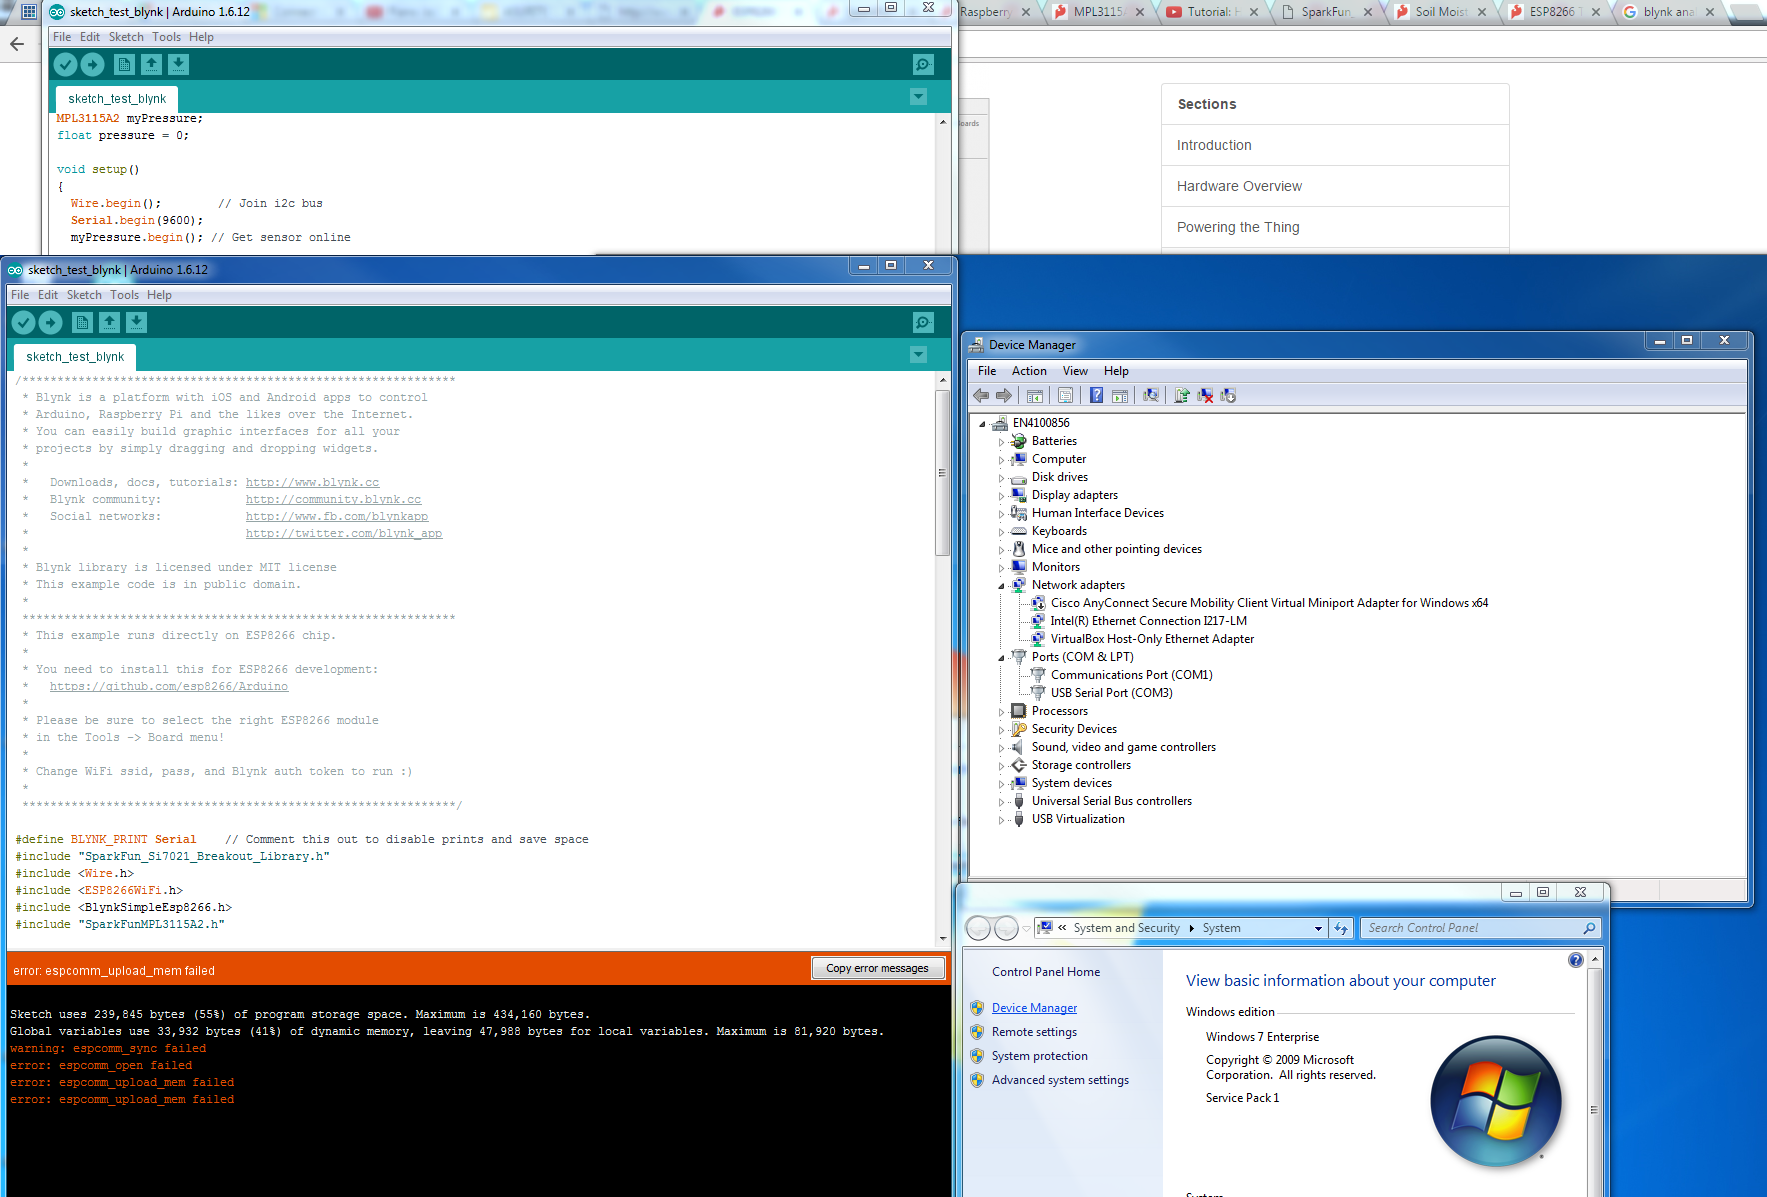 sketch_test_blynk | Arduino 1.6.12
Raspberry
MPL3115A
Tutorial: H
SparkFun_
Soil Moist
ESP8266 T
blynk ana
File Edit Sketch Tools Help
sketch_test_blynk
MPL3115A2 myPressure;
float pressure = 0;
void setup()
{
Wire.begin(); // Join i2c bus
Serial.begin(9600);
myPressure.begin(); // Get sensor online
oards
Sections
Introduction
Hardware Overview
Powering the Thing
sketch_test_blynk | Arduino 1.6.12
File Edit Sketch Tools Help
sketch_test_blynk
/**************************************************************
* Blynk is a platform with iOS and Android apps to control
* Arduino, Raspberry Pi and the likes over the Internet.
* You can easily build graphic interfaces for all your
* projects by simply dragging and dropping widgets.
*
* Downloads, docs, tutorials: http://www.blynk.cc
* Blynk community: http://community.blynk.cc
* Social networks: http://www.fb.com/blynkapp
* http://twitter.com/blynk_app
*
* Blynk library is licensed under MIT license
* This example code is in public domain.
*
**************************************************************
* This example runs directly on ESP8266 chip.
*
* You need to install this for ESP8266 development:
* https://github.com/esp8266/Arduino
*
* Please be sure to select the right ESP8266 module
* in the Tools -> Board menu!
*
* Change WiFi ssid, pass, and Blynk auth token to run :)
*
**************************************************************/
#define BLYNK_PRINT Serial // Comment this out to disable prints and save space
#include "SparkFun_Si7021_Breakout_Library.h"
#include <Wire.h>
#include <ESP8266WiFi.h>
#include <BlynkSimpleEsp8266.h>
#include "SparkFunMPL3115A2.h"
error: espcomm_upload_mem failed
Copy error messages
Sketch uses 239,845 bytes (55%) of program storage space. Maximum is 434,160 bytes.
Global variables use 33,932 bytes (41%) of dynamic memory, leaving 47,988 bytes for local variables. Maximum is 81,920 bytes.
warning: espcomm_sync failed
error: espcomm_open failed
error: espcomm_upload_mem failed
error: espcomm_upload_mem failed
Device Manager
File Action View Help
EN4100856
Batteries
Computer
Disk drives
Display adapters
Human Interface Devices
Keyboards
Mice and other pointing devices
Monitors
Network adapters
Cisco AnyConnect Secure Mobility Client Virtual Miniport Adapter for Windows x64
Intel(R) Ethernet Connection I217-LM
VirtualBox Host-Only Ethernet Adapter
Ports (COM & LPT)
Communications Port (COM1)
USB Serial Port (COM3)
Processors
Security Devices
Sound, video and game controllers
Storage controllers
System devices
Universal Serial Bus controllers
USB Virtualization
« System and Security System
Search Control Panel
Control Panel Home
Device Manager
Remote settings
System protection
Advanced system settings
View basic information about your computer
Windows edition
Windows 7 Enterprise
Copyright © 2009 Microsoft
Corporation. All rights reserved.
Service Pack 1
System